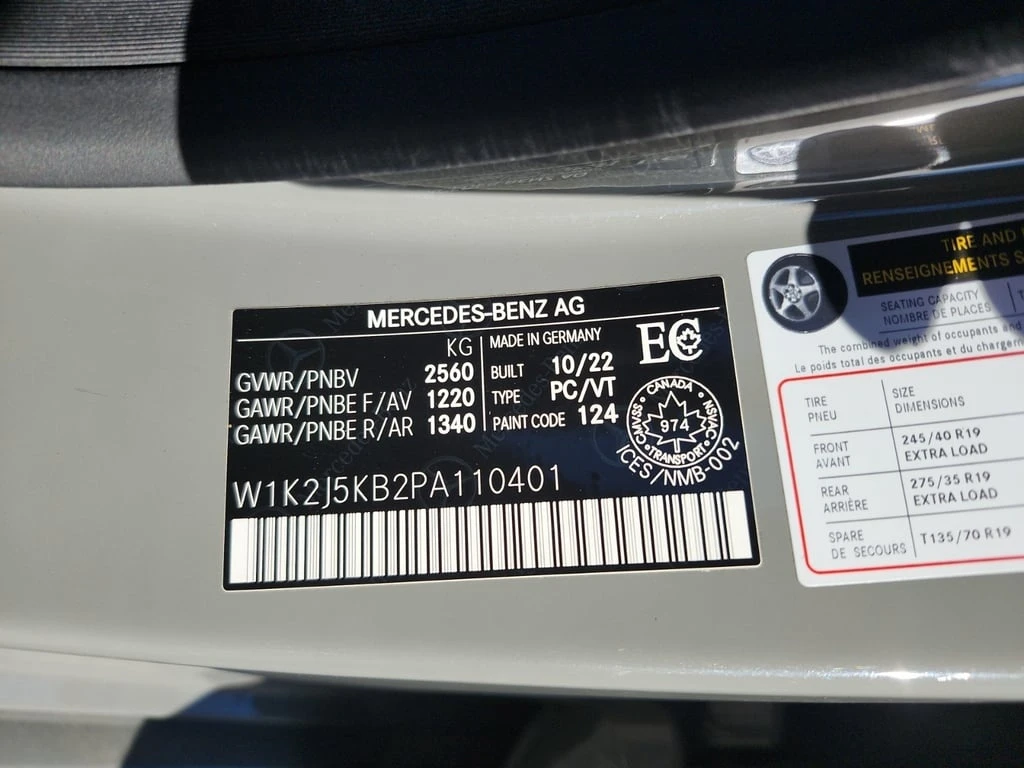 MERCEDES-BENZ AG
KG
GVWR/PNBV 2560
GAWR/PNBE F/AV 1220
GAWR/PNBE R/AR 1340
MADE IN GERMANY
BUILT 10/22
TYPE PC/VT
PAINT CODE 124
EC
CANADA
CMVSS 974 NSVAC
TRANSPORT
ICES/NMB-002
W1K2J5KB2PA110401
TIRE AND
RENSEIGNEMENTS S
SEATING CAPACITY
NOMBRE DE PLACES
The combined weight of occupants and
Le poids total des occupants et du chargem
TIRE SIZE
PNEU DIMENSIONS
FRONT 245/40 R19
AVANT EXTRA LOAD
REAR 275/35 R19
ARRIÈRE EXTRA LOAD
SPARE T135/70 R19
DE SECOURS